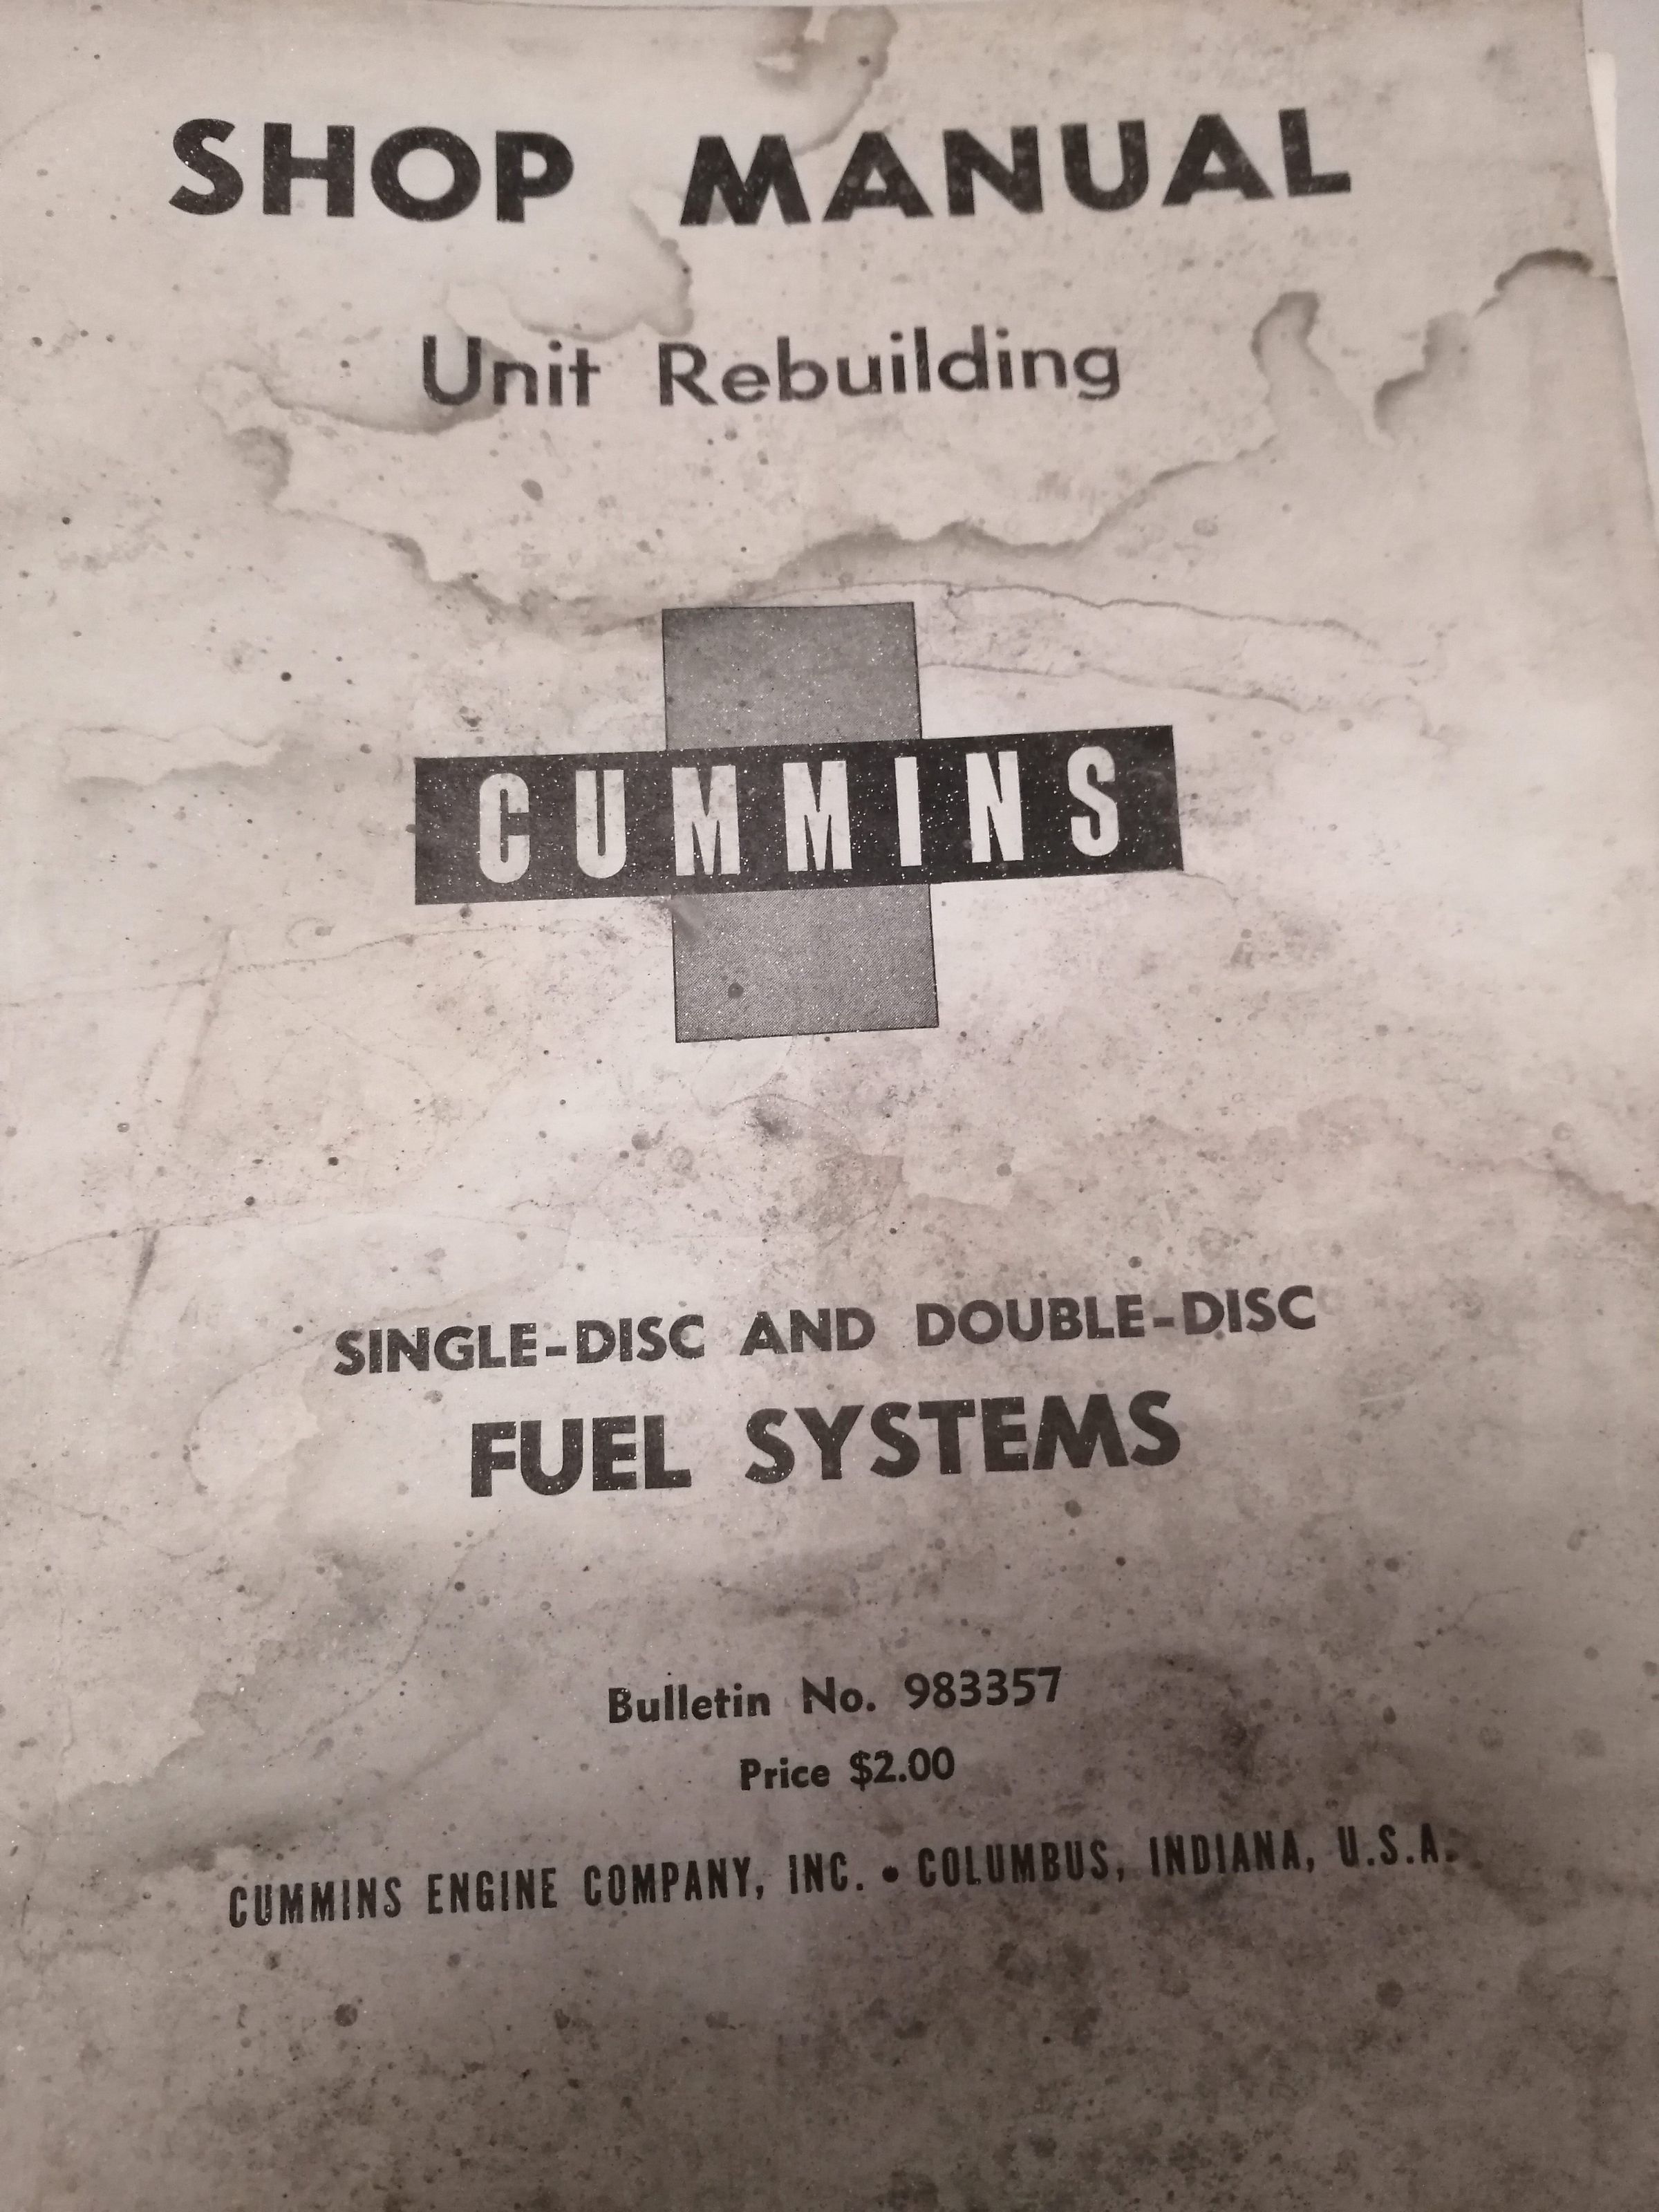 SHOP MANUAL
Unit Rebuilding
CUMMINS
SINGLE-DISC AND DOUBLE-DISC
FUEL SYSTEMS
Bulletin No. 983357
Price $2.00
CUMMINS ENGINE COMPANY, INC. • COLUMBUS, INDIANA, U.S.A.